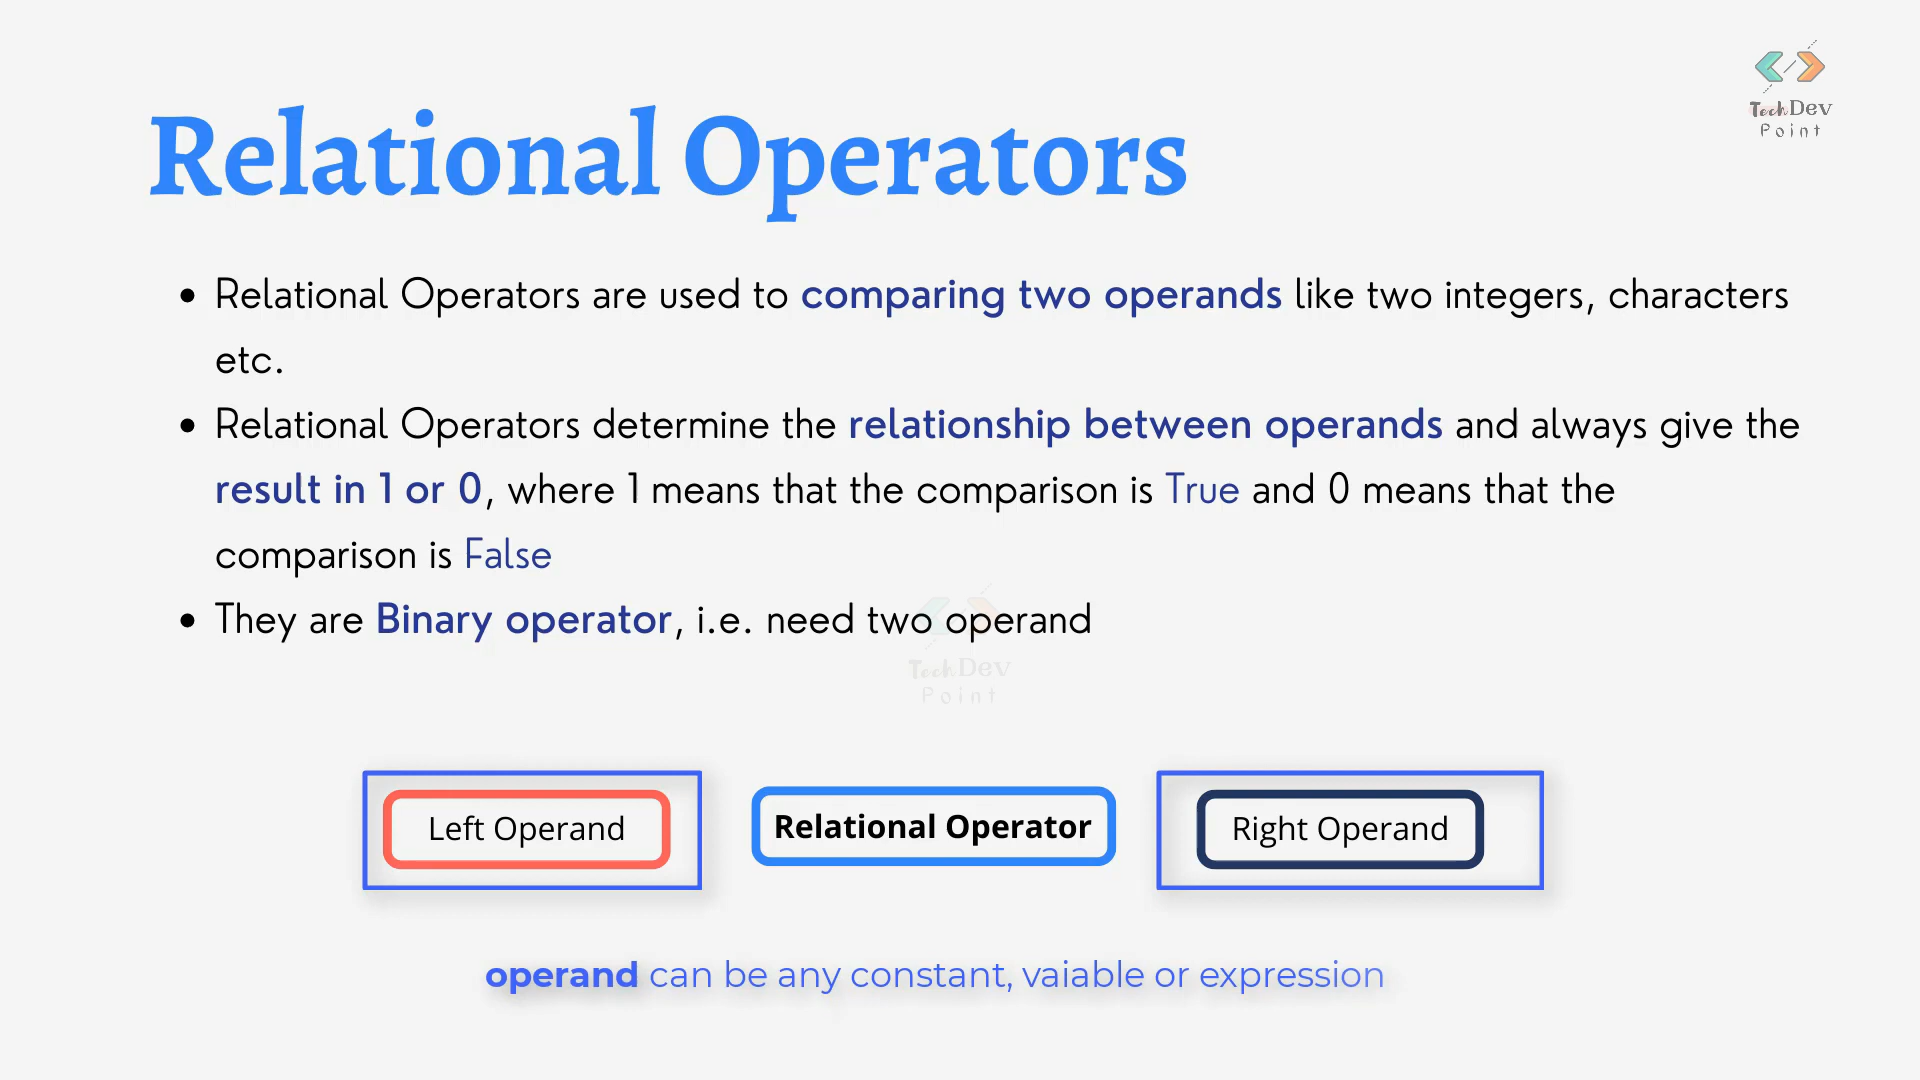 TechDev
Point
Relational Operators
• Relational Operators are used to comparing two operands like two integers, characters
etc.
• Relational Operators determine the relationship between operands and always give the
result in 1 or 0, where 1 means that the comparison is True and 0 means that the
comparison is False
• They are Binary operator, i.e. need two operand
TechDev
Point
Left Operand
Relational Operator
Right Operand
operand can be any constant, vaiable or expression